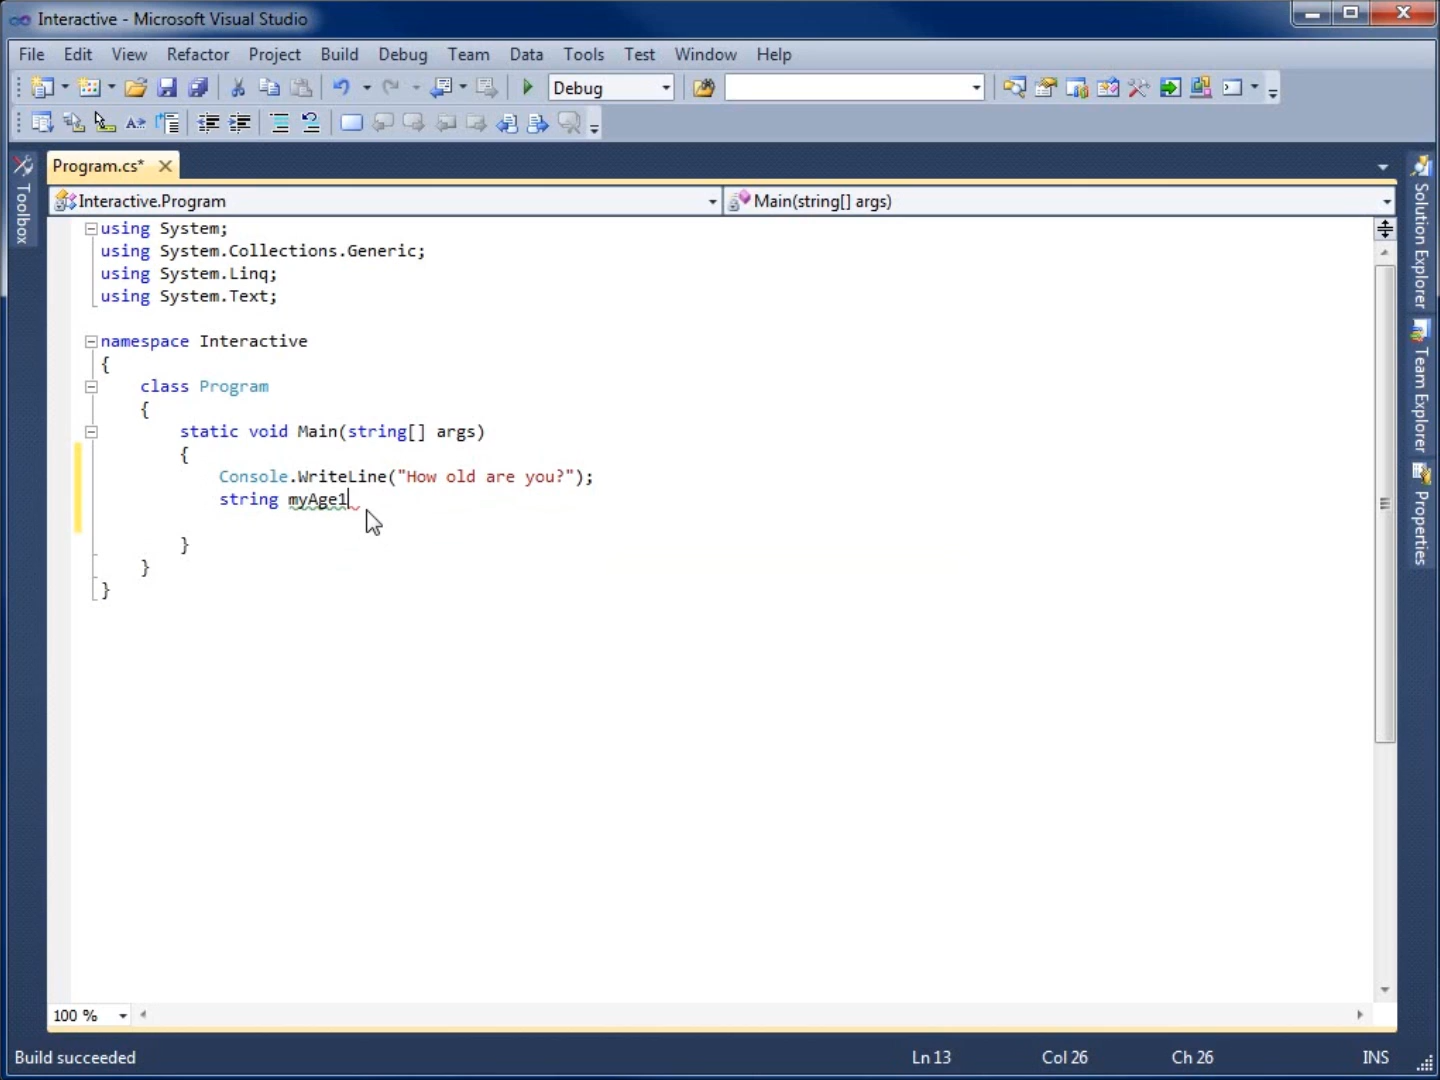 Interactive - Microsoft Visual Studio
File Edit View Refactor Project Build Debug Team Data Tools Test Window Help
Debug
Program.cs*
Interactive.Program
Main(string[] args)
using System;
using System.Collections.Generic;
using System.Linq;
using System.Text;
namespace Interactive
{
class Program
{
static void Main(string[] args)
{
Console.WriteLine("How old are you?");
string myAge1
}
}
}
Toolbox
Solution Explorer
Team Explorer
Properties
100 %
Build succeeded
Ln 13 Col 26 Ch 26 INS